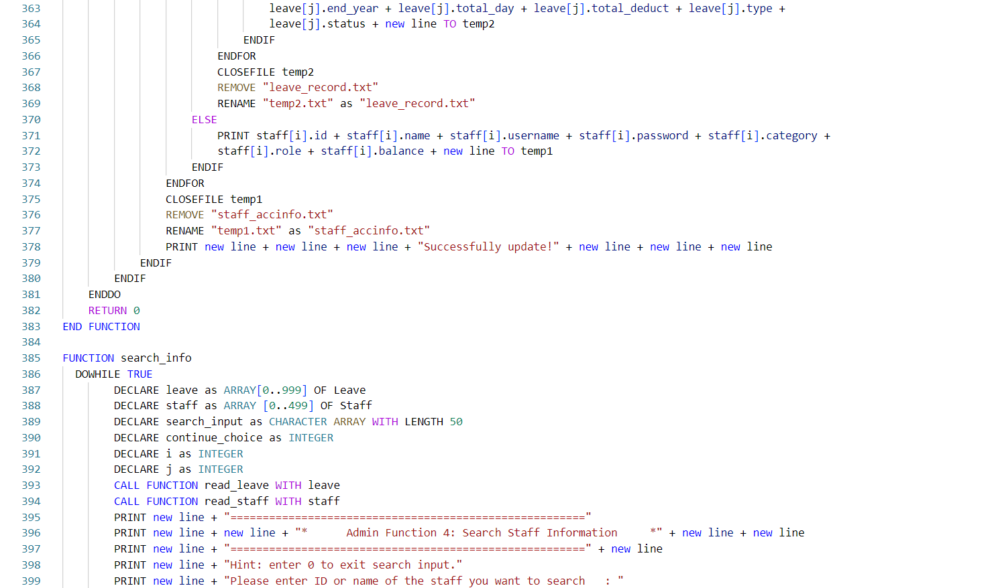 363 leave[j].end_year + leave[j].total_day + leave[j].total_deduct + leave[j].type +
364 leave[j].status + new line TO temp2
365 ENDIF
366 ENDFOR
367 CLOSEFILE temp2
368 REMOVE "leave_record.txt"
369 RENAME "temp2.txt" as "leave_record.txt"
370 ELSE
371 PRINT staff[i].id + staff[i].name + staff[i].username + staff[i].password + staff[i].category +
372 staff[i].role + staff[i].balance + new line TO temp1
373 ENDIF
374 ENDFOR
375 CLOSEFILE temp1
376 REMOVE "staff_accinfo.txt"
377 RENAME "temp1.txt" as "staff_accinfo.txt"
378 PRINT new line + new line + new line + "Successfully update!" + new line + new line + new line
379 ENDIF
380 ENDIF
381 ENDDO
382 RETURN 0
383 END FUNCTION
384
385 FUNCTION search_info
386 DOWHILE TRUE
387 DECLARE leave as ARRAY[0..999] OF Leave
388 DECLARE staff as ARRAY [0..499] OF Staff
389 DECLARE search_input as CHARACTER ARRAY WITH LENGTH 50
390 DECLARE continue_choice as INTEGER
391 DECLARE i as INTEGER
392 DECLARE j as INTEGER
393 CALL FUNCTION read_leave WITH leave
394 CALL FUNCTION read_staff WITH staff
395 PRINT new line + "======================================================="
396 PRINT new line + new line + "*      Admin Function 4: Search Staff Information     *" + new line + new line
397 PRINT new line + "=======================================================" + new line
398 PRINT new line + "Hint: enter 0 to exit search input."
399 PRINT new line + "Please enter ID or name of the staff you want to search   : "